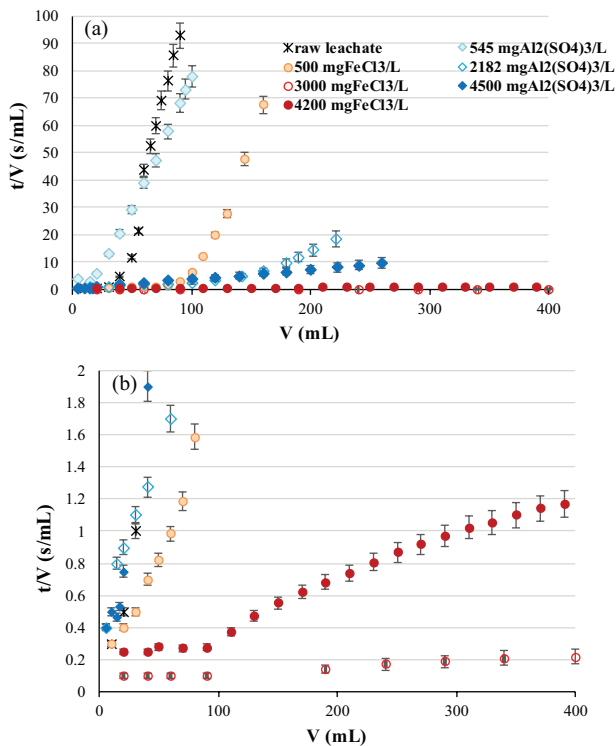 (a)
100
90
80
70
60
50
40
30
20
10
0
t/V (s/mL)
raw leachate
545 mgAl2(SO4)3/L
500 mgFeCl3/L
2182 mgAl2(SO4)3/L
3000 mgFeCl3/L
4500 mgAl2(SO4)3/L
4200 mgFeCl3/L
0 100 200 300 400
V (mL)
(b)
2
1.8
1.6
1.4
1.2
1
0.8
0.6
0.4
0.2
0
t/V (s/mL)
0 100 200 300 400
V (mL)